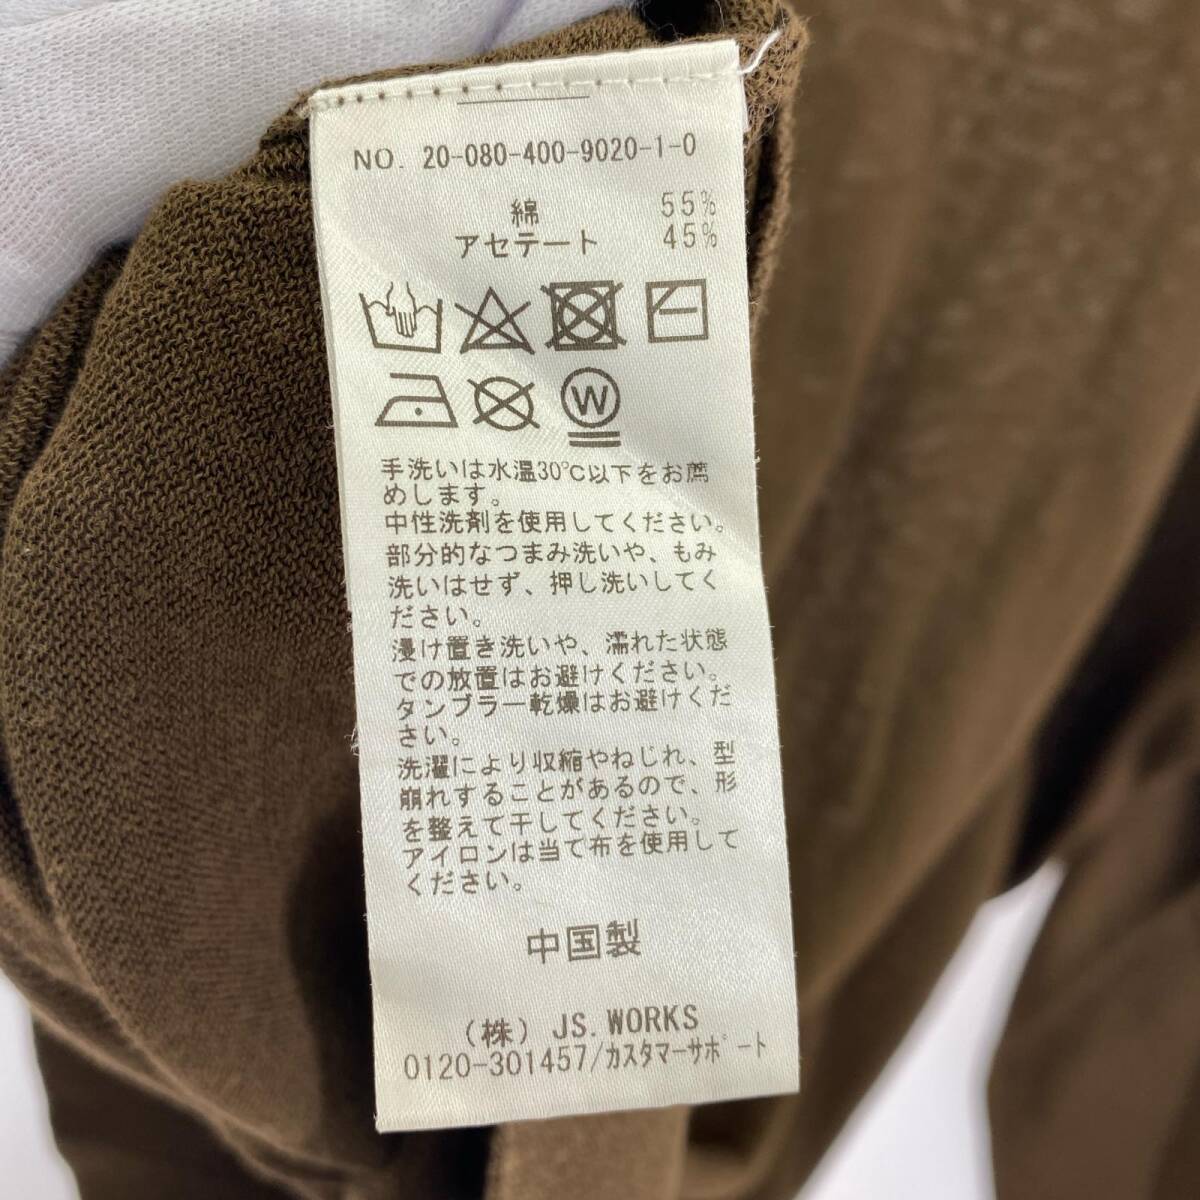 NO. 20-080-400-9020-1-0
綿 55%
アセテート 45%
W
手洗いは水温30℃以下をお薦
めします。
中性洗剤を使用してください。
部分的なつまみ洗いや、もみ
洗いはせず、押し洗いしてく
ださい。
浸け置き洗いや、濡れた状態
での放置はお避けください。
タンブラー乾燥はお避けくだ
さい。
洗濯により収縮やねじれ、型
崩れすることがあるので、形
を整えて干してください。
アイロンは当て布を使用して
ください。
中国製
(株) JS.WORKS
0120-301457/カスタマーサポート